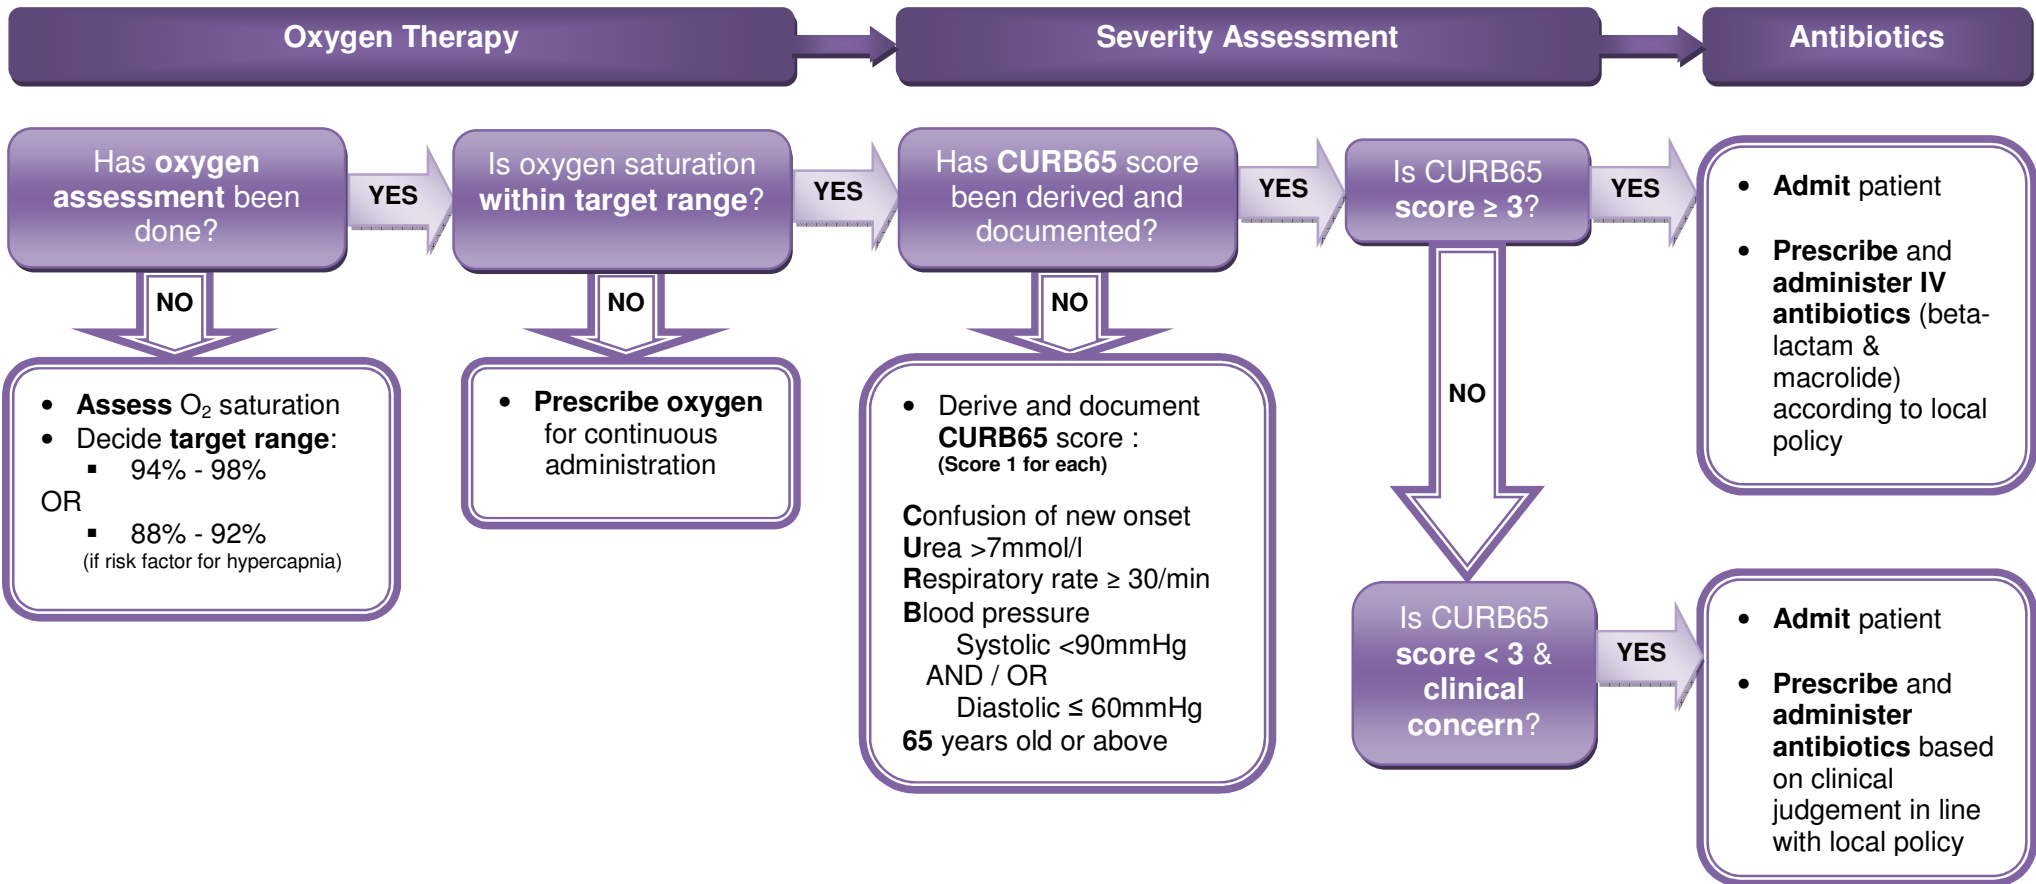 Oxygen Therapy
Severity Assessment
Antibiotics
Has oxygen
assessment been
done?
YES
Is oxygen saturation
within target range?
YES
Has CURB65 score
been derived and
documented?
YES
Is CURB65
score ≥ 3?
YES
• Admit patient
• Prescribe and
administer IV
antibiotics (beta-
lactam &
macrolide)
according to local
policy
NO
• Assess O₂ saturation
• Decide target range:
▪ 94% - 98%
OR
▪ 88% - 92%
(if risk factor for hypercapnia)
NO
• Prescribe oxygen
for continuous
administration
NO
• Derive and document
CURB65 score :
(Score 1 for each)
Confusion of new onset
Urea >7mmol/l
Respiratory rate ≥ 30/min
Blood pressure
Systolic <90mmHg
AND / OR
Diastolic ≤ 60mmHg
65 years old or above
NO
Is CURB65
score < 3 &
clinical
concern?
YES
• Admit patient
• Prescribe and
administer
antibiotics based
on clinical
judgement in line
with local policy